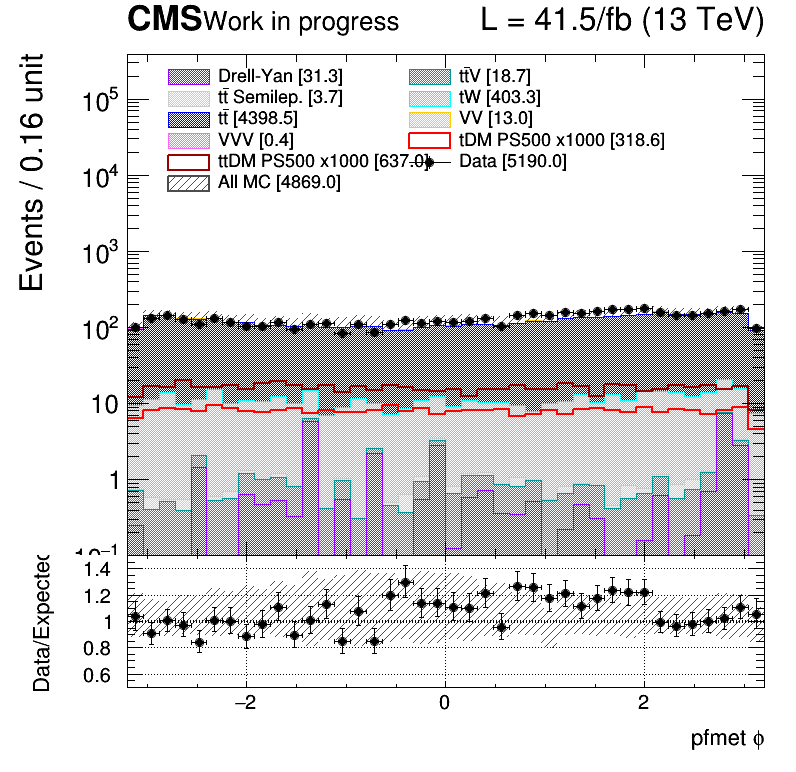 CMS Work in progress L = 41.5/fb (13 TeV)
Events / 0.16 unit
Drell-Yan [31.3] tt̄V [18.7]
tt̄ Semilep. [3.7] tW [403.3]
tt̄ [4398.5] VV [13.0]
VVV [0.4] tDM PS500 x1000 [318.6]
ttDM PS500 x1000 [637.0] Data [5190.0]
All MC [4869.0]
10⁵
10⁴
10³
10²
10
1
10⁻¹
Data/Expected
1.4
1.2
1
0.8
0.6
−2 0 2
pfmet ϕ